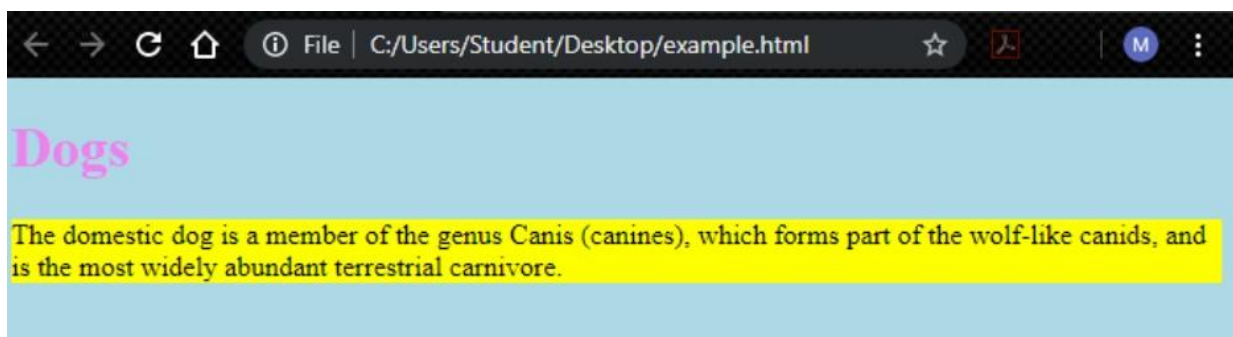 File | C:/Users/Student/Desktop/example.html M
Dogs
The domestic dog is a member of the genus Canis (canines), which forms part of the wolf-like canids, and
is the most widely abundant terrestrial carnivore.